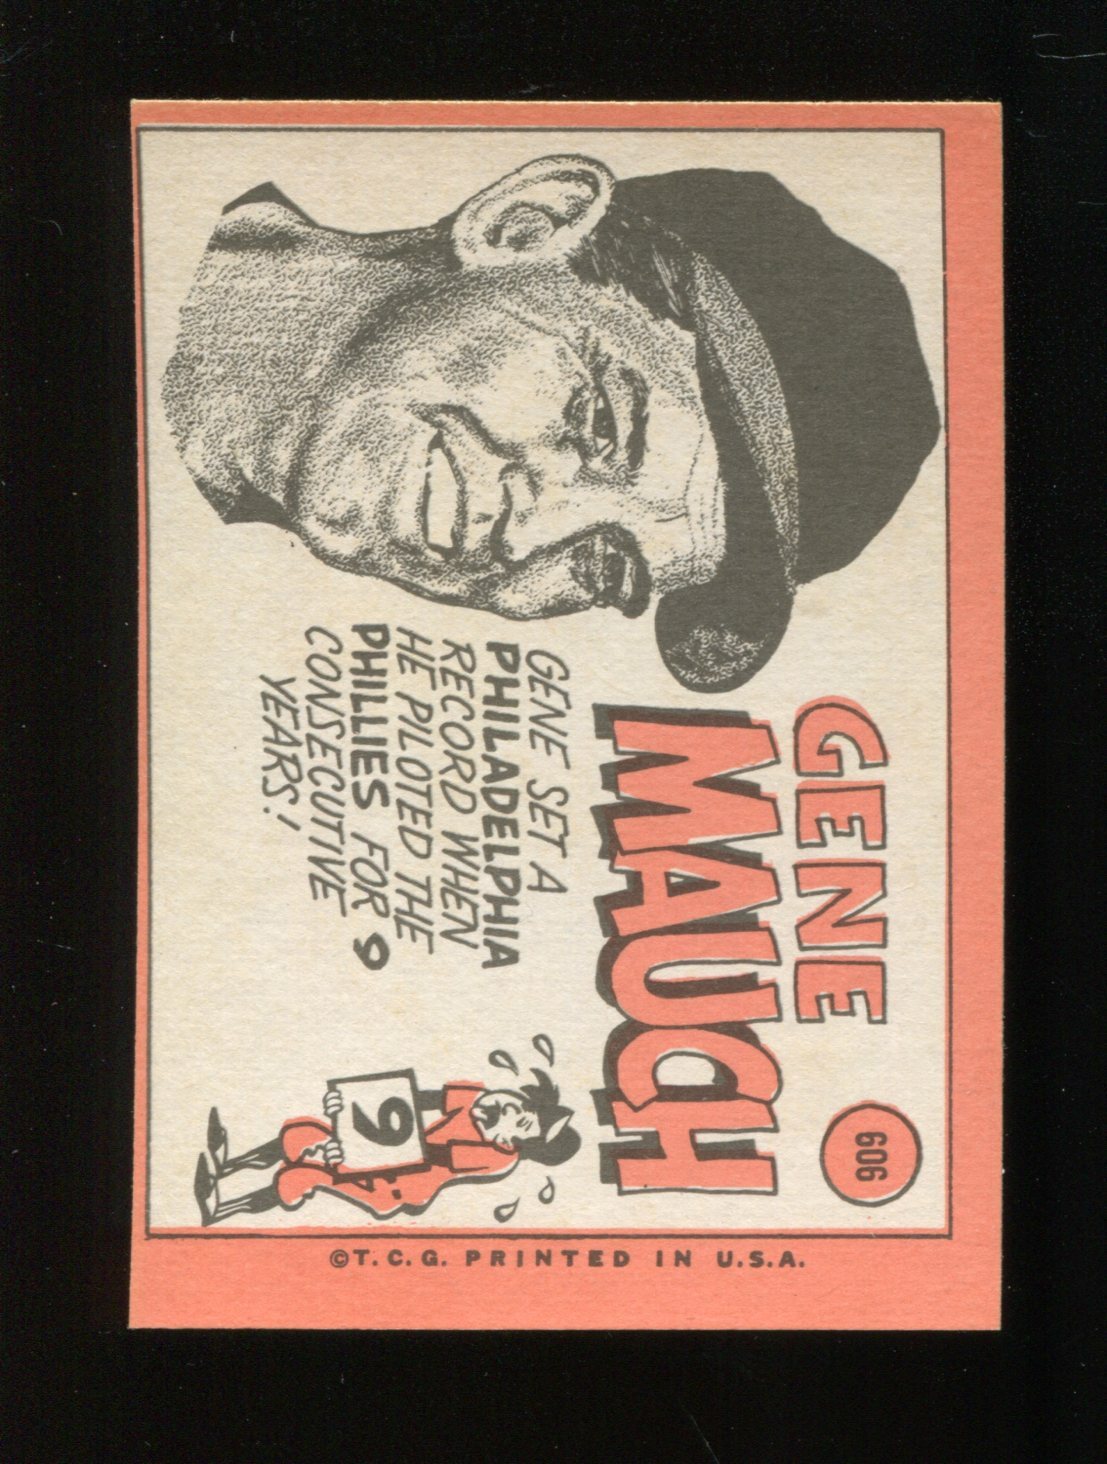 GENE
MAUCH
606
GENE SET A
PHILADELPHIA
RECORD WHEN
HE PILOTED THE
PHILLIES FOR 9
CONSECUTIVE
YEARS!
9
©T.C.G. PRINTED IN U.S.A.